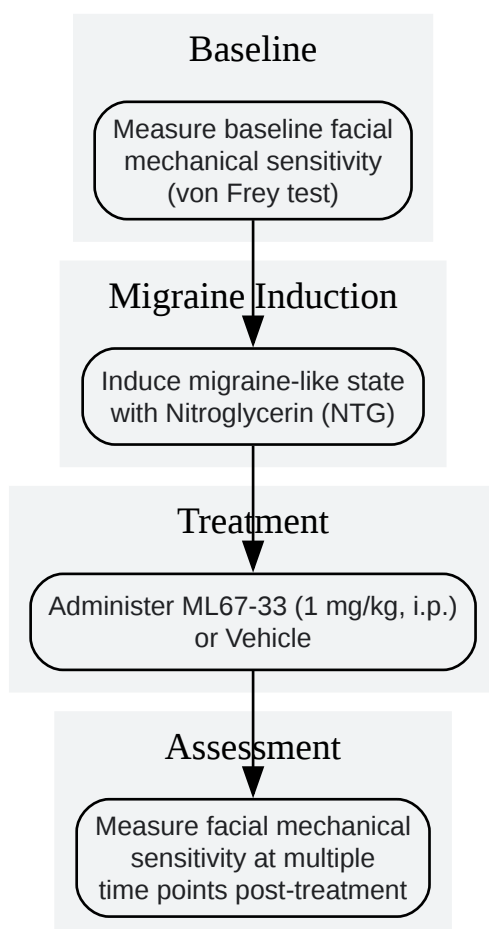 Baseline
Measure baseline facial
mechanical sensitivity
(von Frey test)
Migraine Induction
Induce migraine-like state
with Nitroglycerin (NTG)
Treatment
Administer ML67-33 (1 mg/kg, i.p.)
or Vehicle
Assessment
Measure facial mechanical
sensitivity at multiple
time points post-treatment